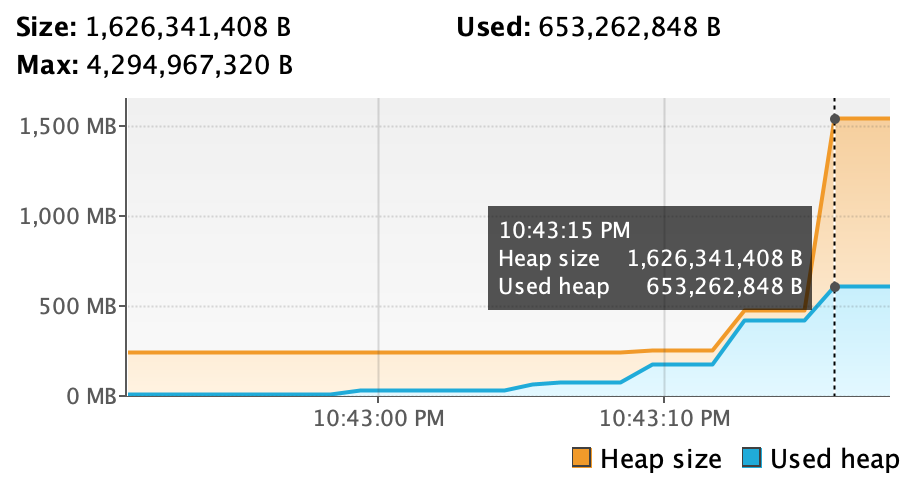 Size: 1,626,341,408 B Used: 653,262,848 B
Max: 4,294,967,320 B
1,500 MB
1,000 MB
500 MB
0 MB
10:43:15 PM
Heap size 1,626,341,408 B
Used heap 653,262,848 B
10:43:00 PM 10:43:10 PM
Heap size Used heap